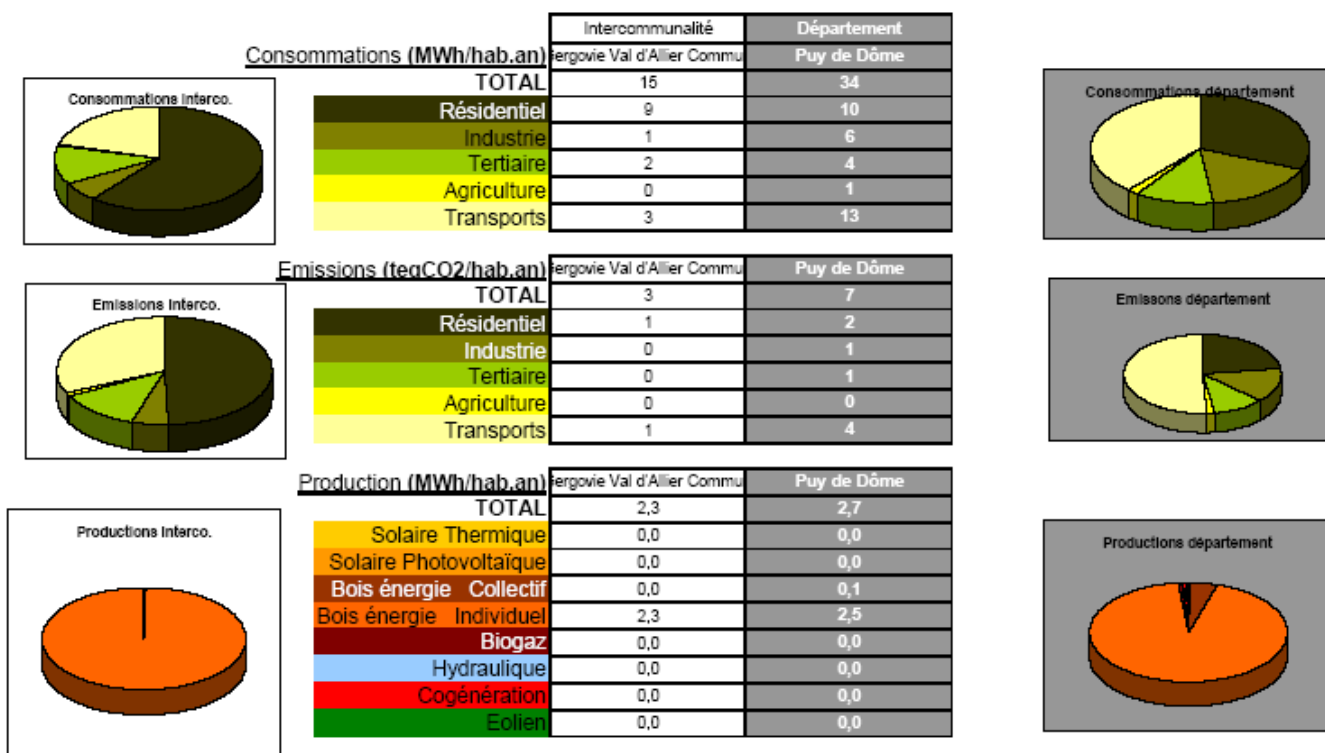 Intercommunalité Département
Consommations (MWh/hab.an) Gergovie Val d'Allier Commu Puy de Dôme
TOTAL 15 34
Consommations Interco.
Consommations département
Résidentiel 9 10
Industrie 1 6
Tertiaire 2 4
Agriculture 0 1
Transports 3 13
Emissions (teqCO2/hab.an) Gergovie Val d'Allier Commu Puy de Dôme
TOTAL 3 7
Emissions Interco.
Emissons département
Résidentiel 1 2
Industrie 0 1
Tertiaire 0 1
Agriculture 0 0
Transports 1 4
Production (MWh/hab.an) Gergovie Val d'Allier Commu Puy de Dôme
TOTAL 2,3 2,7
Productions Interco.
Productions département
Solaire Thermique 0,0 0,0
Solaire Photovoltaïque 0,0 0,0
Bois énergie Collectif 0,0 0,1
Bois énergie Individuel 2,3 2,5
Biogaz 0,0 0,0
Hydraulique 0,0 0,0
Cogénération 0,0 0,0
Eolien 0,0 0,0